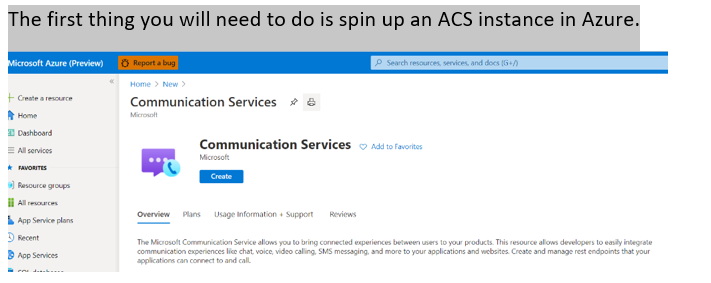 The first thing you will need to do is spin up an ACS instance in Azure.
Microsoft Azure (Preview)
Report a bug
Search resources, services, and docs (G+/)
Home > New >
Create a resource
Communication Services
Home
Microsoft
Dashboard
Communication Services
Add to Favorites
All services
Microsoft
FAVORITES
Create
Resource groups
All resources
Overview Plans Usage Information + Support Reviews
App Service plans
Recent
The Microsoft Communication Service allows you to bring connected experiences between users to your products. This resource allows developers to easily integrate
communication experiences like chat, voice, video calling, SMS messaging, and more to your applications and websites. Create and manage rest endpoints that your
App Services
applications can connect to and call.